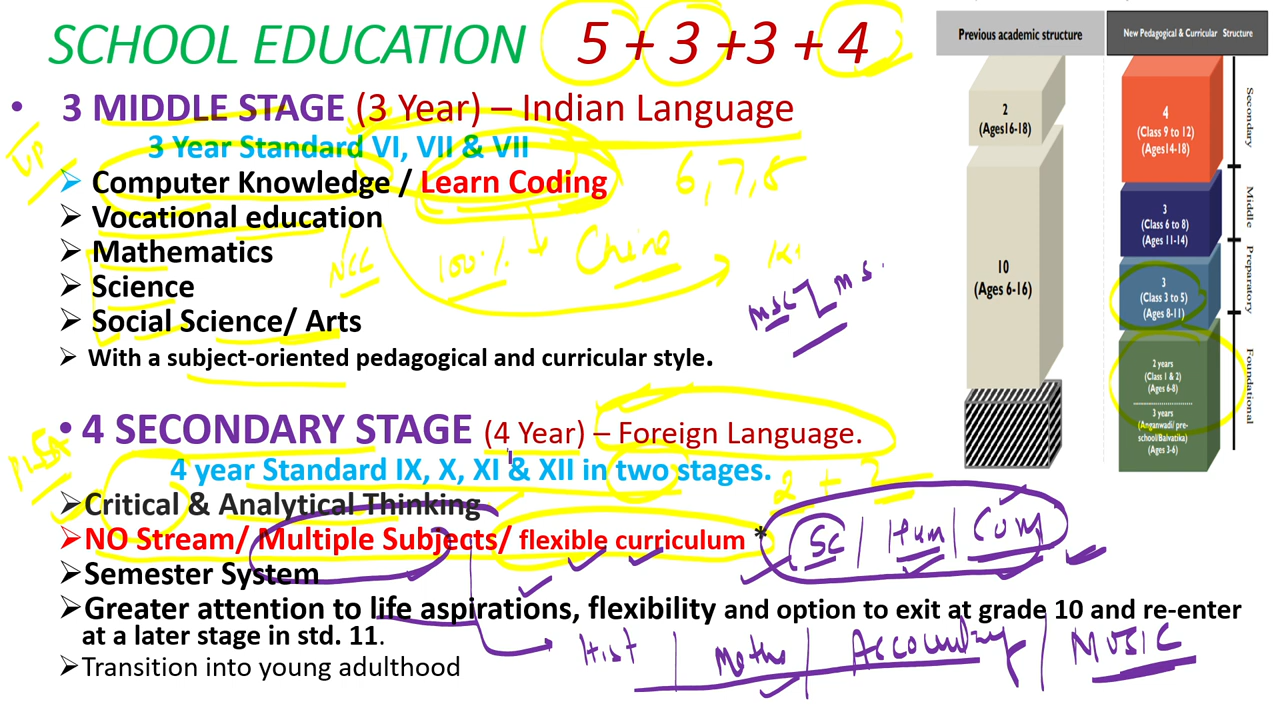 SCHOOL EDUCATION 5 + 3 +3 + 4
• 3 MIDDLE STAGE (3 Year) – Indian Language
3 Year Standard VI, VII & VII
6, 7, 8
UP
➢ Computer Knowledge / Learn Coding
➢ Vocational education
➢ Mathematics
NCC 100% China
➢ Science
➢ Social Science/ Arts
MSC
➢ With a subject-oriented pedagogical and curricular style.
• 4 SECONDARY STAGE (4 Year) – Foreign Language.
4 year Standard IX, X, XI & XII in two stages.
2 + 2
➢Critical & Analytical Thinking
➢NO Stream/ Multiple Subjects/ flexible curriculum *
SC | Hum | Com
➢Semester System
➢Greater attention to life aspirations, flexibility and option to exit at grade 10 and re-enter
at a later stage in std. 11.
Hist | Maths | Accounting | MUSIC
➢Transition into young adulthood
Previous academic structure
2
(Ages16-18)
10
(Ages 6-16)
New Pedagogical & Curricular Structure
4
(Class 9 to 12)
(Ages14-18)
Secondary
3
(Class 6 to 8)
(Ages 11-14)
Middle
3
(Class 3 to 5)
(Ages 8-11)
Preparatory
2 years
(Class 1 & 2)
(Ages 6-8)
3 years
(Anganwadi/ pre-
school/Balvatika)
(Ages 3-6)
Foundational